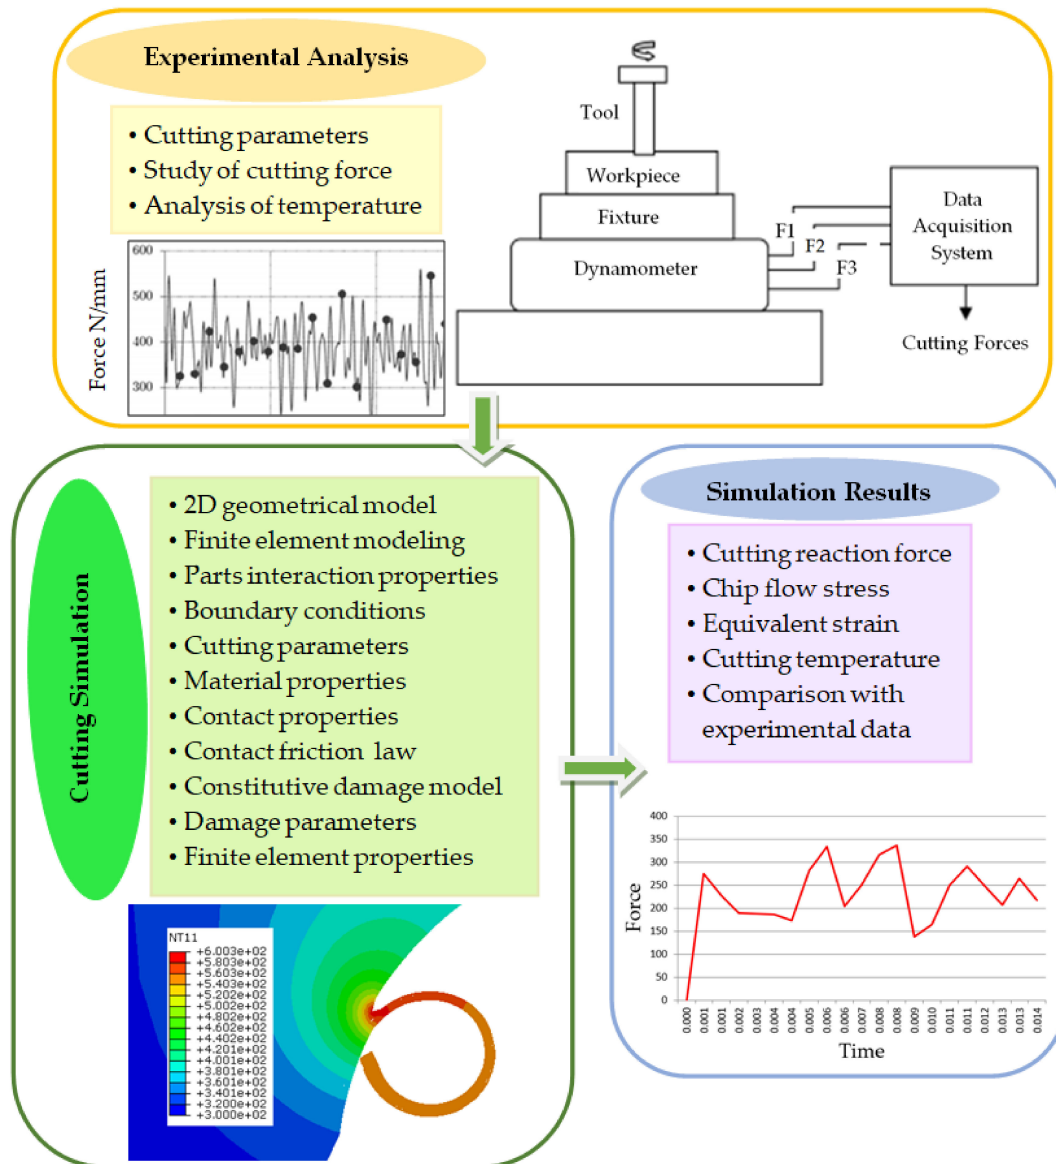 Experimental Analysis
• Cutting parameters
• Study of cutting force
• Analysis of temperature
Force N/mm
600
500
400
300
Tool
Workpiece
Fixture
Dynamometer
F1
F2
F3
Data
Acquisition
System
Cutting Forces
Cutting Simulation
• 2D geometrical model
• Finite element modeling
• Parts interaction properties
• Boundary conditions
• Cutting parameters
• Material properties
• Contact properties
• Contact friction law
• Constitutive damage model
• Damage parameters
• Finite element properties
NT11
+6.003e+02
+5.803e+02
+5.603e+02
+5.403e+02
+5.202e+02
+5.002e+02
+4.802e+02
+4.602e+02
+4.402e+02
+4.201e+02
+4.001e+02
+3.801e+02
+3.601e+02
+3.401e+02
+3.200e+02
+3.000e+02
Simulation Results
• Cutting reaction force
• Chip flow stress
• Equivalent strain
• Cutting temperature
• Comparison with
experimental data
Force
400
350
300
250
200
150
100
50
0
0.000
0.001
0.001
0.002
0.003
0.004
0.004
0.005
0.006
0.006
0.007
0.008
0.008
0.009
0.010
0.011
0.011
0.012
0.013
0.013
0.014
Time